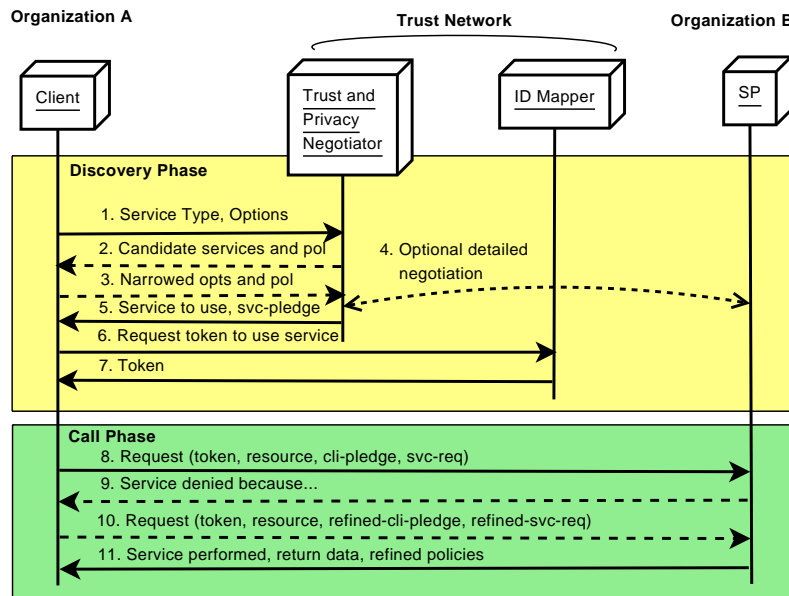 Organization A
Trust Network
Organization B
Client
Trust and
Privacy
Negotiator
ID Mapper
SP
Discovery Phase
1. Service Type, Options
2. Candidate services and pol
3. Narrowed opts and pol
4. Optional detailed
negotiation
5. Service to use, svc-pledge
6. Request token to use service
7. Token
Call Phase
8. Request (token, resource, cli-pledge, svc-req)
9. Service denied because...
10. Request (token, resource, refined-cli-pledge, refined-svc-req)
11. Service performed, return data, refined policies